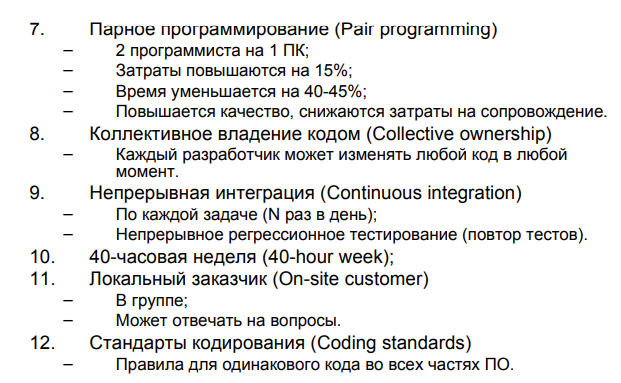 7. Парное программирование (Pair programming)
– 2 программиста на 1 ПК;
– Затраты повышаются на 15%;
– Время уменьшается на 40-45%;
– Повышается качество, снижаются затраты на сопровождение.
8. Коллективное владение кодом (Collective ownership)
– Каждый разработчик может изменять любой код в любой
момент.
9. Непрерывная интеграция (Continuous integration)
– По каждой задаче (N раз в день);
– Непрерывное регрессионное тестирование (повтор тестов).
10. 40-часовая неделя (40-hour week);
11. Локальный заказчик (On-site customer)
– В группе;
– Может отвечать на вопросы.
12. Стандарты кодирования (Coding standards)
– Правила для одинакового кода во всех частях ПО.